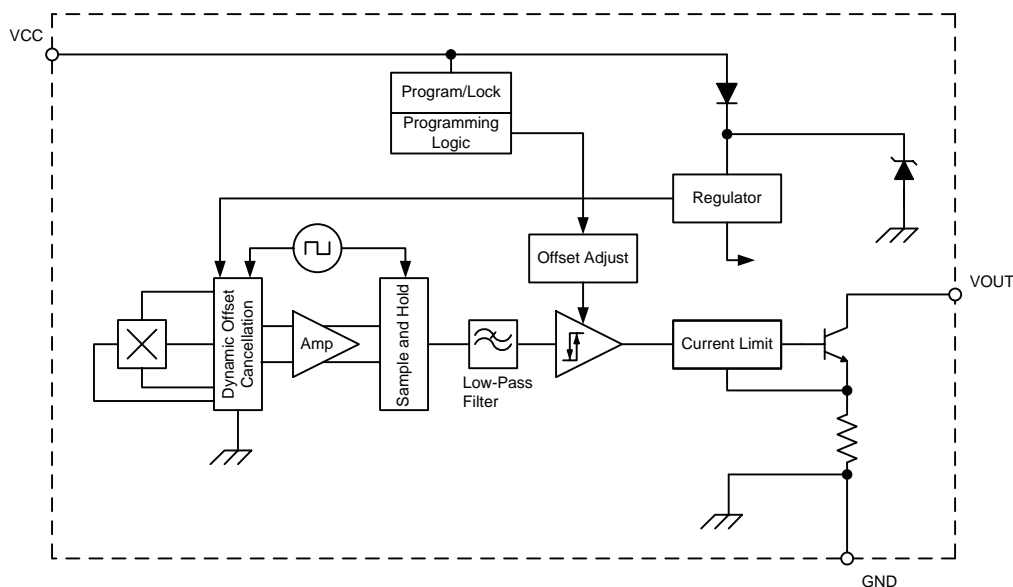 VCC
Program/Lock
Programming
Logic
Regulator
Offset Adjust
VOUT
Dynamic Offset
Cancellation
Amp
Sample and Hold
Low-Pass
Filter
Current Limit
GND